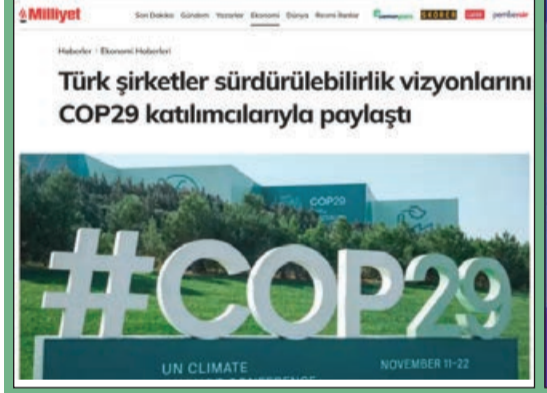 Milliyet
Son Dakika Gündem Yazarlar Ekonomi Dünya Resmi İlanlar
Haberler Ekonomi Haberleri
Türk şirketler sürdürülebilirlik vizyonlarını
COP29 katılımcılarıyla paylaştı
COP29
#COP29
UN CLIMATE
NOVEMBER 11-22